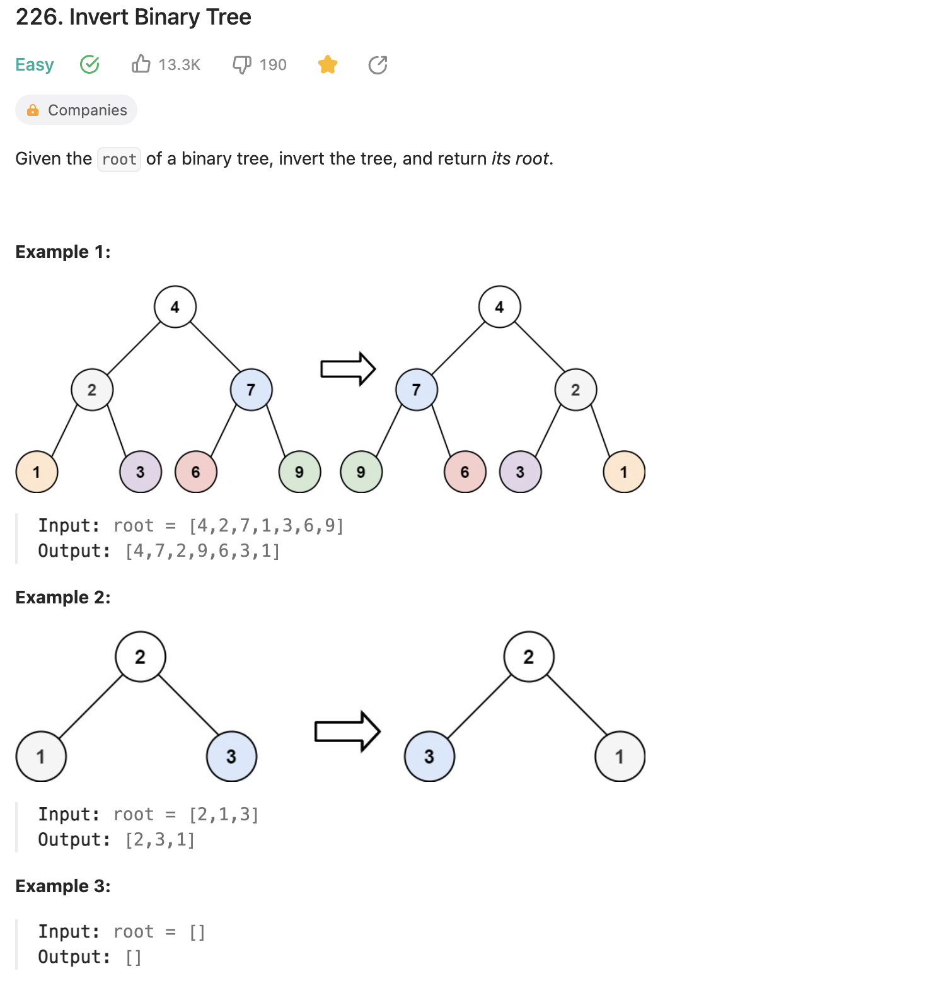 226. Invert Binary Tree
Easy 13.3K 190
Companies
Given the root of a binary tree, invert the tree, and return its root.
Example 1:
4 4
2 7 7 2
1 3 6 9 9 6 3 1
Input: root = [4,2,7,1,3,6,9]
Output: [4,7,2,9,6,3,1]
Example 2:
2 2
1 3 3 1
Input: root = [2,1,3]
Output: [2,3,1]
Example 3:
Input: root = []
Output: []